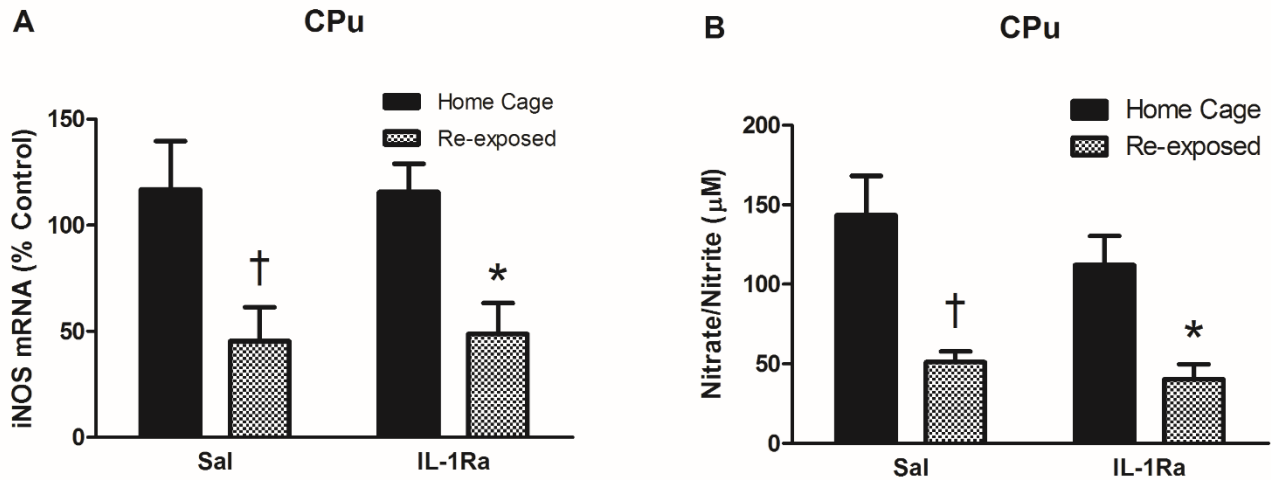 A
CPu
Home Cage
Re-exposed
iNOS mRNA (% Control)
150
100
50
0
†
*
Sal
IL-1Ra
B
CPu
Home Cage
Re-exposed
Nitrate/Nitrite (μM)
200
150
100
50
0
†
*
Sal
IL-1Ra